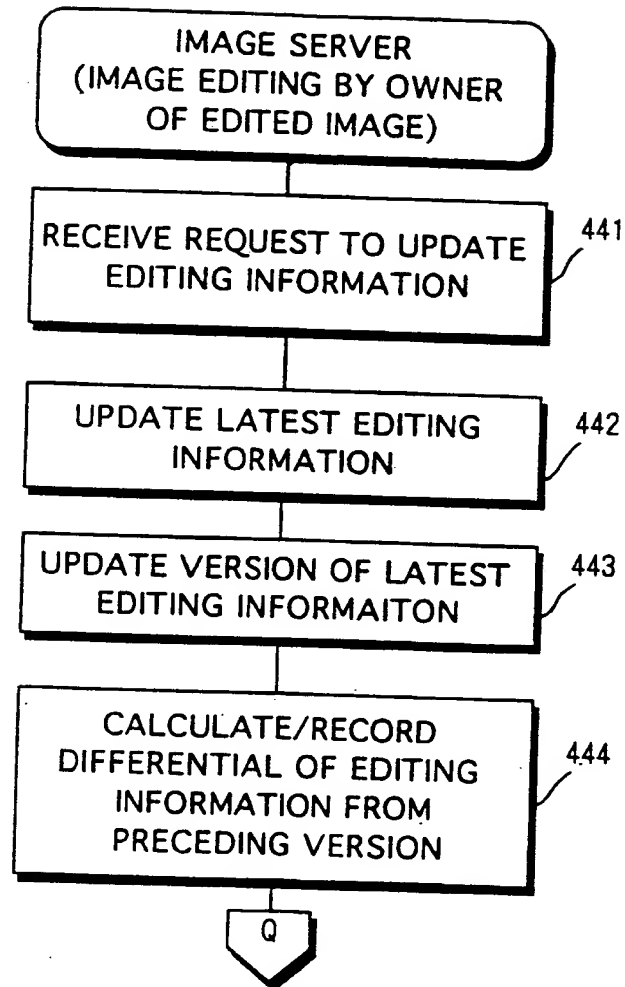 IMAGE SERVER
(IMAGE EDITING BY OWNER
OF EDITED IMAGE)
RECEIVE REQUEST TO UPDATE
EDITING INFORMATION
441
UPDATE LATEST EDITING
INFORMATION
442
UPDATE VERSION OF LATEST
EDITING INFORMAITON
443
CALCULATE/RECORD
DIFFERENTIAL OF EDITING
INFORMATION FROM
PRECEDING VERSION
444
Q